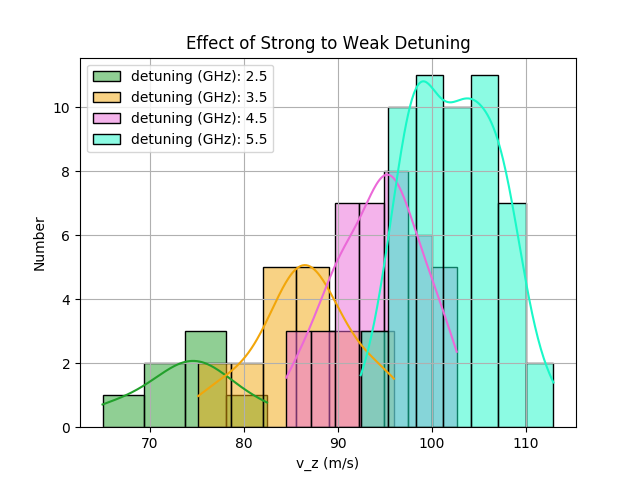 Effect of Strong to Weak Detuning
detuning (GHz): 2.5
detuning (GHz): 3.5
detuning (GHz): 4.5
detuning (GHz): 5.5
Number
10
8
6
4
2
0
70 80 90 100 110
v_z (m/s)